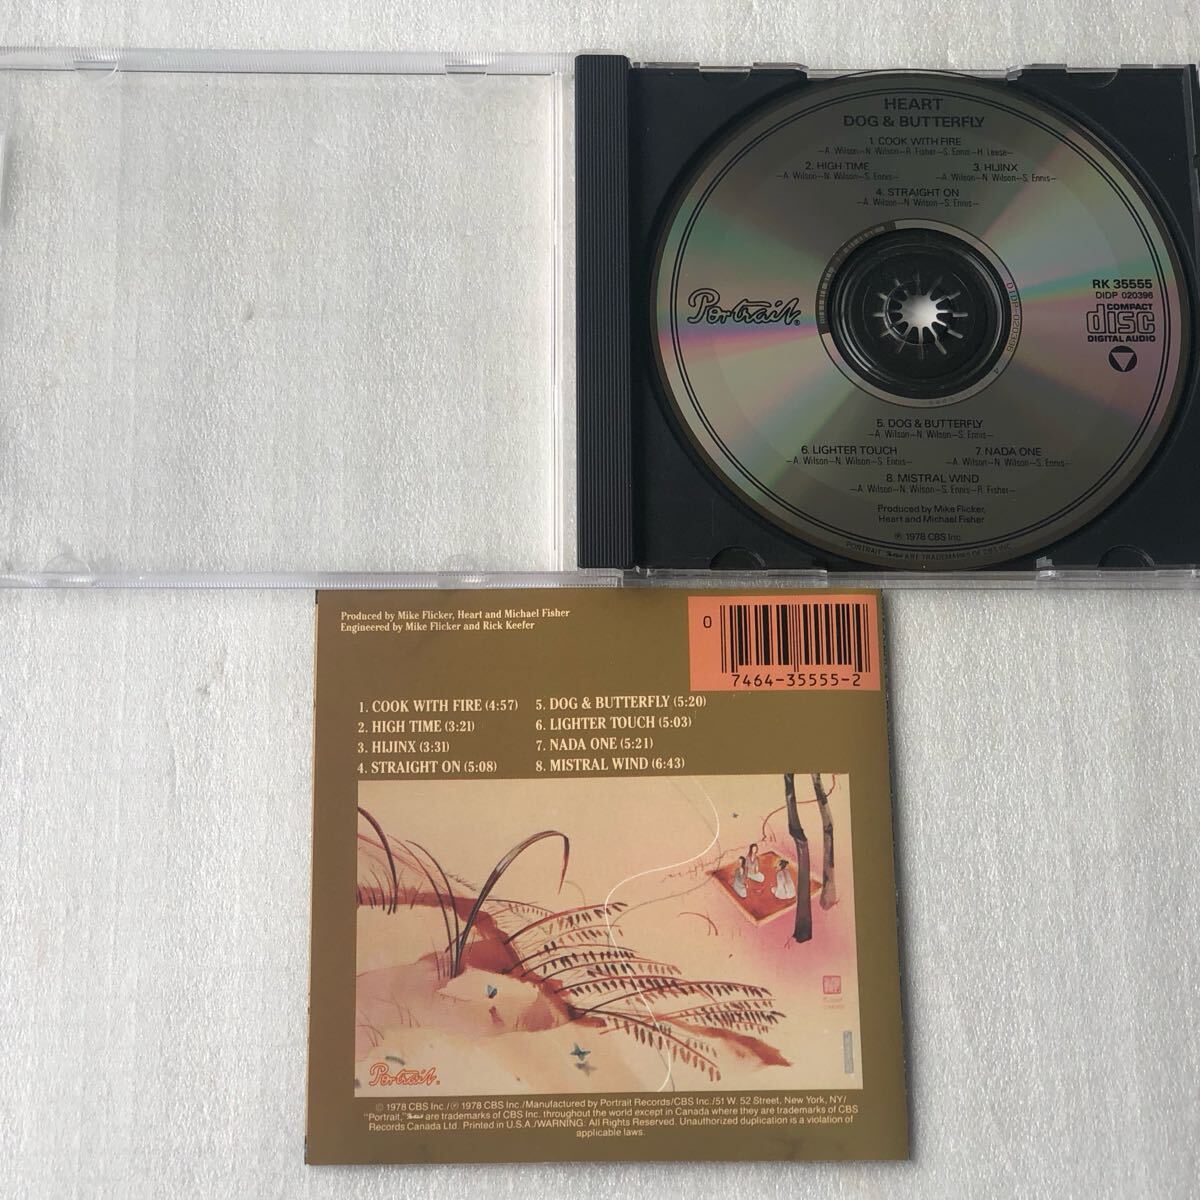 HEART
DOG & BUTTERFLY
1. COOK WITH FIRE
—A. Wilson—N. Wilson—R. Fisher—S. Ennis—H. Leese—
2. HIGH TIME
—A. Wilson—N. Wilson—S. Ennis—
3. HIJINX
—A. Wilson—N. Wilson—S. Ennis—
4. STRAIGHT ON
—A. Wilson—N. Wilson—S. Ennis—
Portrait®
RK 35555
DIDP 020396
COMPACT
disc
DIGITAL AUDIO
DIDP-020396 4
5. DOG & BUTTERFLY
—A. Wilson—N. Wilson—S. Ennis—
6. LIGHTER TOUCH
—A. Wilson—N. Wilson—S. Ennis—
7. NADA ONE
—A. Wilson—N. Wilson—S. Ennis—
8. MISTRAL WIND
—A. Wilson—N. Wilson—S. Ennis—R. Fisher—
Produced by Mike Flicker,
Heart and Michael Fisher
℗ 1978 CBS Inc.
PORTRAIT, ARE TRADEMARKS OF CBS INC.
Produced by Mike Flicker, Heart and Michael Fisher
Engineered by Mike Flicker and Rick Keefer
0
7464-35555-2
1. COOK WITH FIRE (4:57)
2. HIGH TIME (3:21)
3. HIJINX (3:31)
4. STRAIGHT ON (5:08)
5. DOG & BUTTERFLY (5:20)
6. LIGHTER TOUCH (5:03)
7. NADA ONE (5:21)
8. MISTRAL WIND (6:43)
Portrait®
© 1978 CBS Inc./℗ 1978 CBS Inc./Manufactured by Portrait Records/CBS Inc./51 W. 52 Street, New York, NY/
"Portrait," are trademarks of CBS Inc. throughout the world except in Canada where they are trademarks of CBS
Records Canada Ltd. Printed in U.S.A./WARNING: All Rights Reserved. Unauthorized duplication is a violation of
applicable laws.